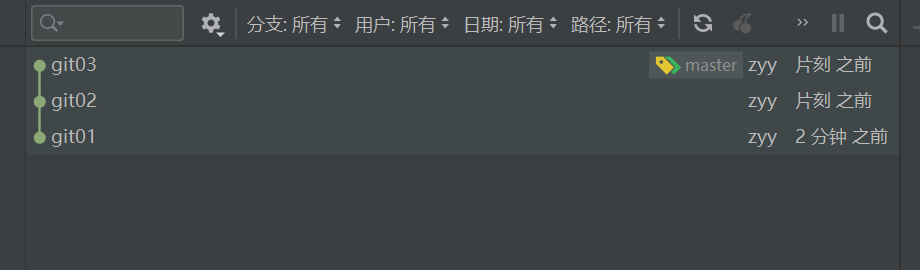 分支: 所有 用户: 所有 日期: 所有 路径: 所有
git03 master zyy 片刻 之前
git02 zyy 片刻 之前
git01 zyy 2 分钟 之前